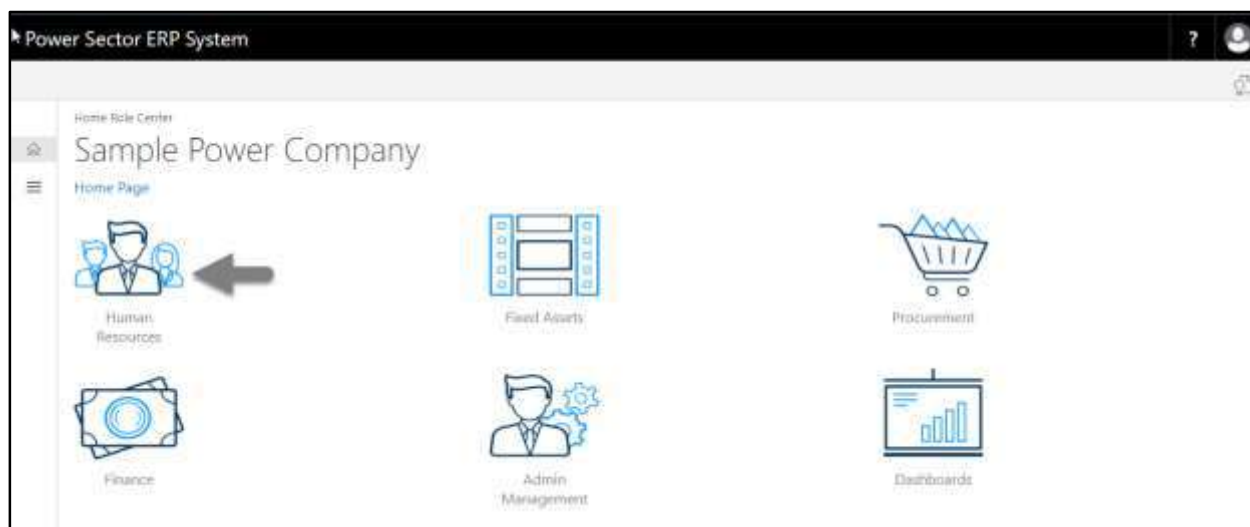 Power Sector ERP System
?
Home Role Center
Sample Power Company
Home Page
Human
Resources
Fixed Assets
Procurement
Finance
Admin
Management
Dashboards